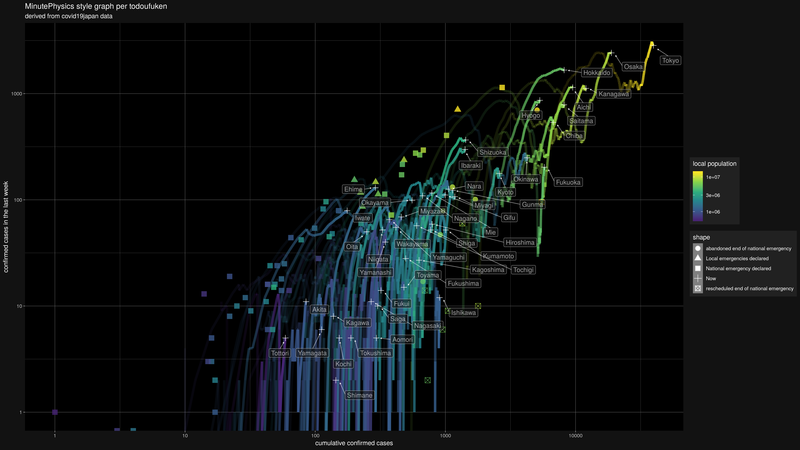 MinutePhysics style graph per todoufuken
derived from covid19japan data
confirmed cases in the last week
1000
100
10
1
1
10
100
1000
10000
cumulative confirmed cases
Tokyo
Osaka
Hokkaido
Kanagawa
Aichi
Hyogo
Saitama
Chiba
Shizuoka
Ibaraki
Fukuoka
Okinawa
Ehime
Nara
Kyoto
Okayama
Miyagi
Gunma
Miyazaki
Iwate
Nagano
Gifu
Mie
Oita
Wakayama
Shiga
Hiroshima
Niigata
Yamaguchi
Kumamoto
Yamanashi
Toyama
Kagoshima
Tochigi
Fukushima
Fukui
Akita
Saga
Ishikawa
Kagawa
Nagasaki
Aomori
Tottori
Yamagata
Tokushima
Kochi
Shimane
local population
1e+07
3e+06
1e+06
shape
abandoned end of national emergency
Local emergencies declared
National emergency declared
Now
rescheduled end of national emergency